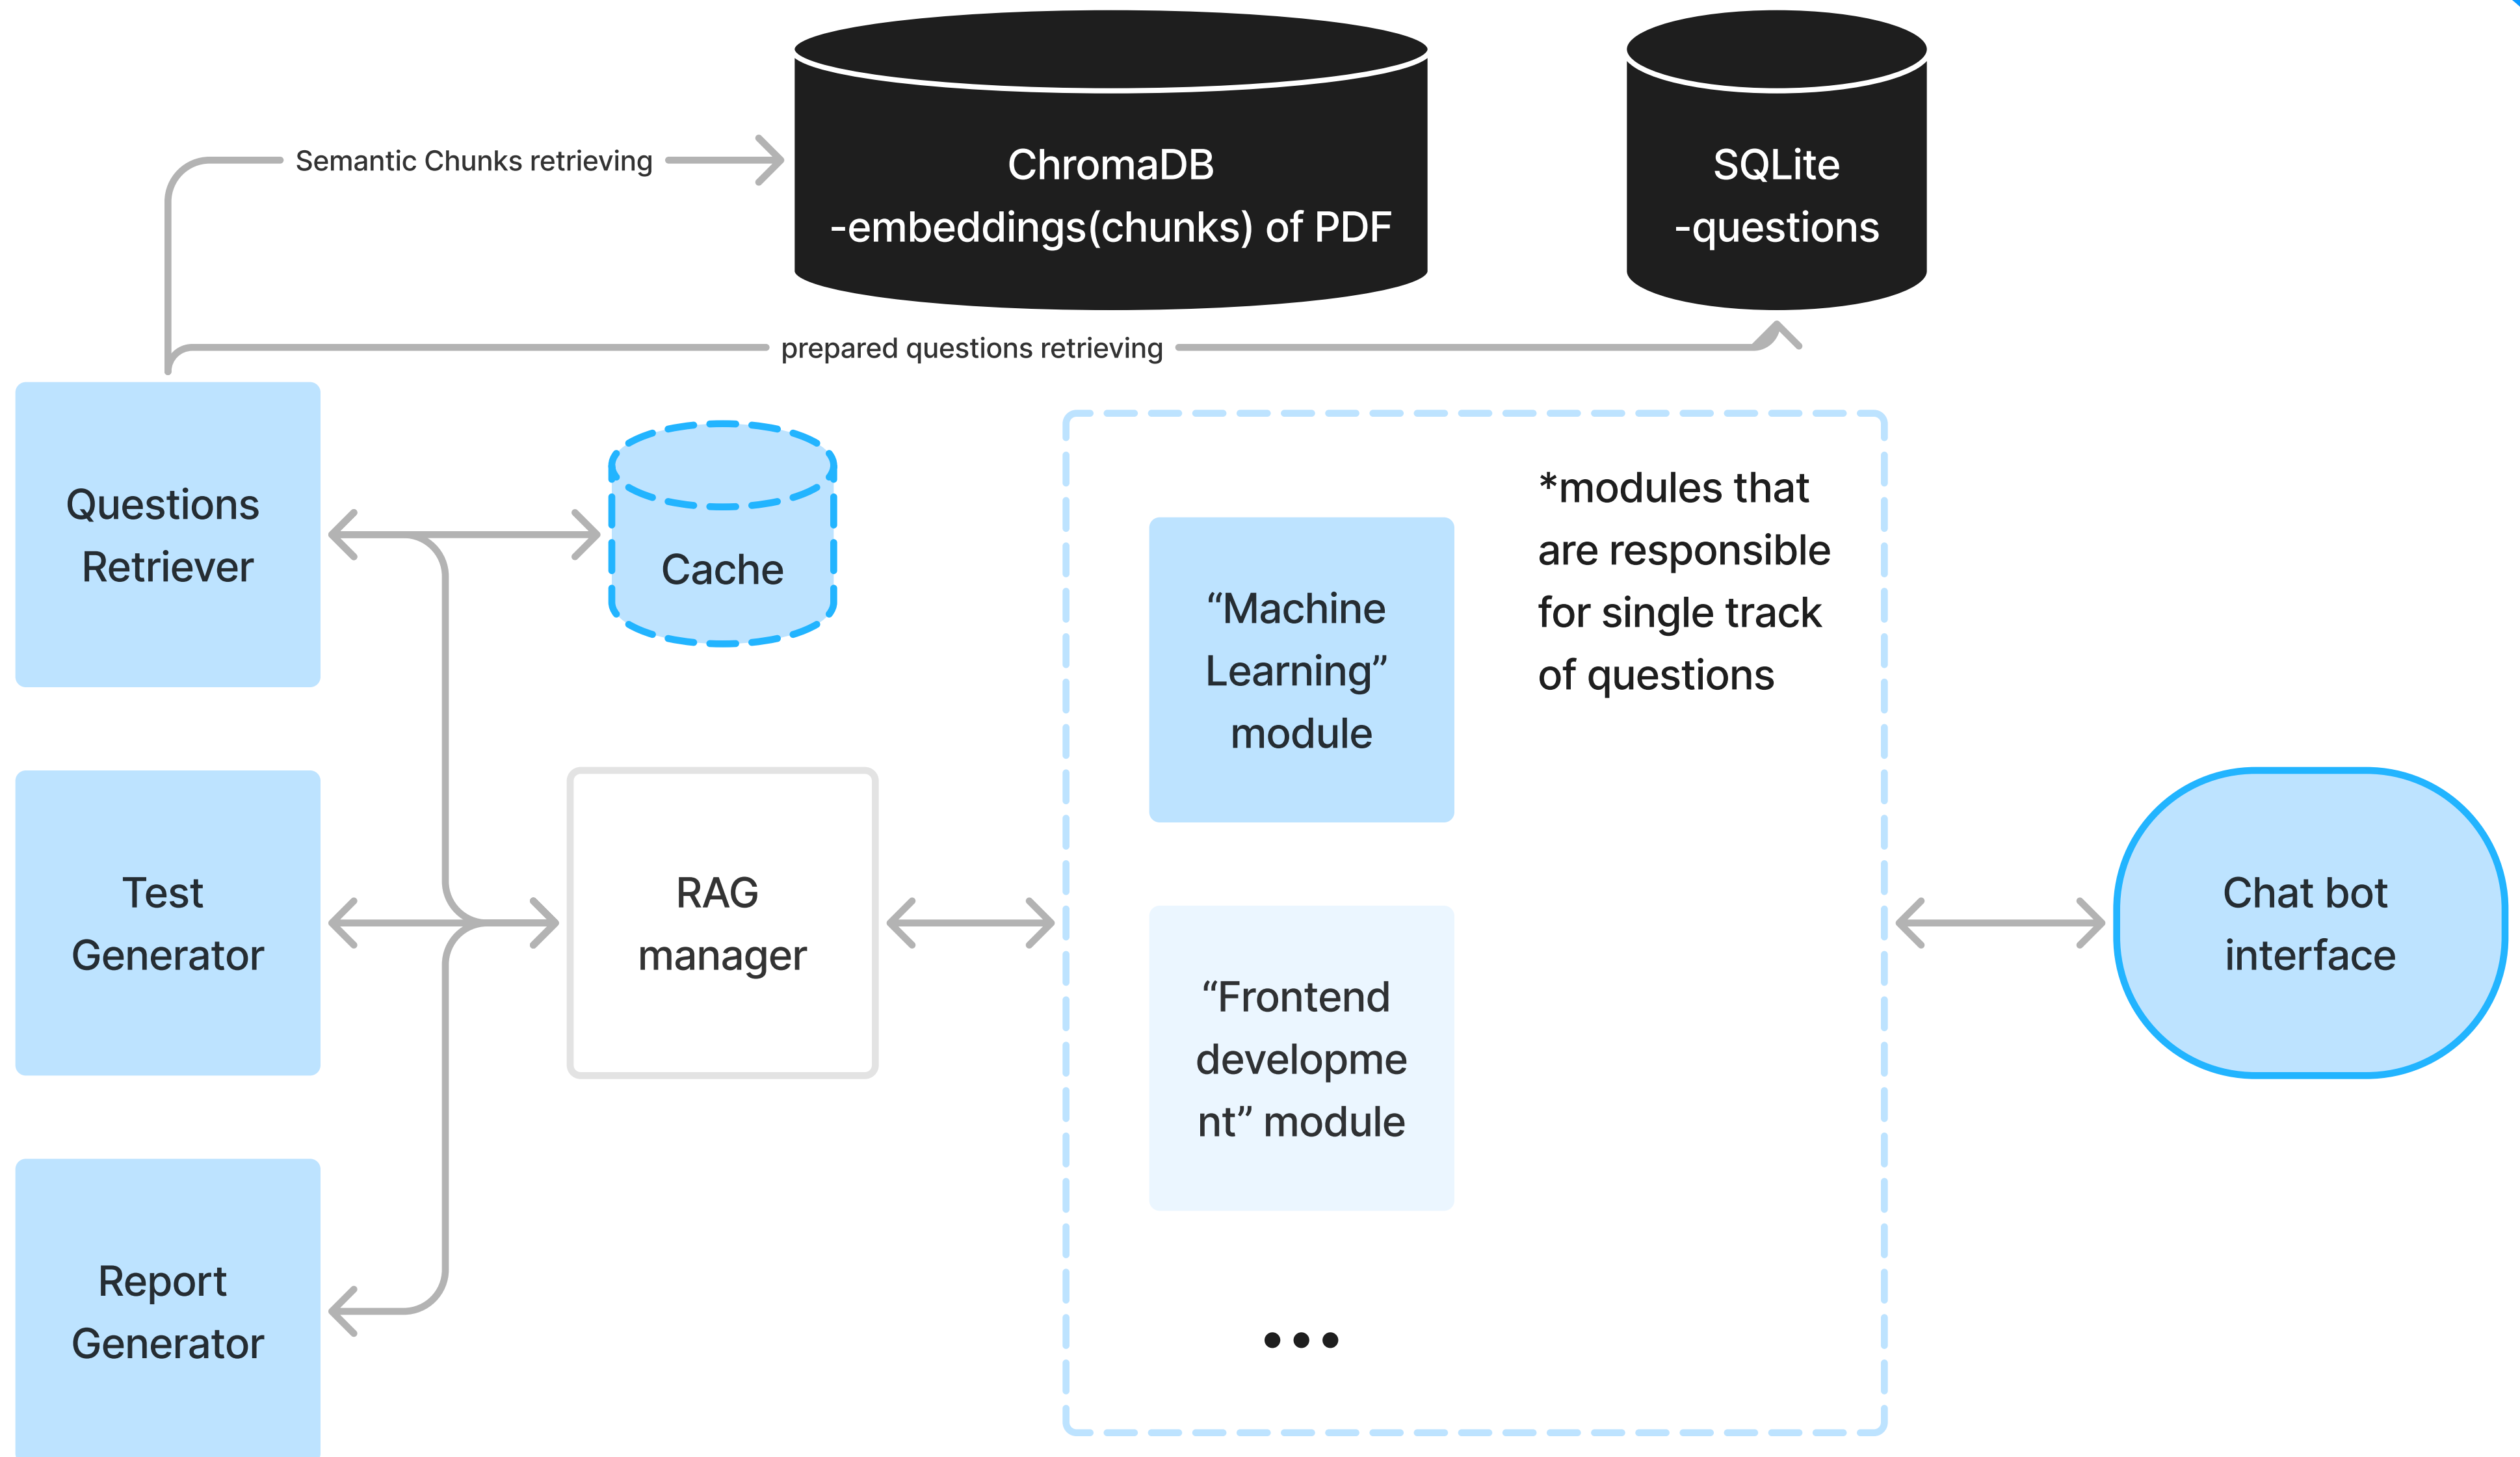 ChromaDB
-embeddings(chunks) of PDF
SQLite
-questions
Semantic Chunks retrieving
prepared questions retrieving
Questions
Retriever
Cache
“Machine
Learning”
module
*modules that
are responsible
for single track
of questions
Test
Generator
RAG
manager
“Frontend
developme
nt” module
Chat bot
interface
Report
Generator